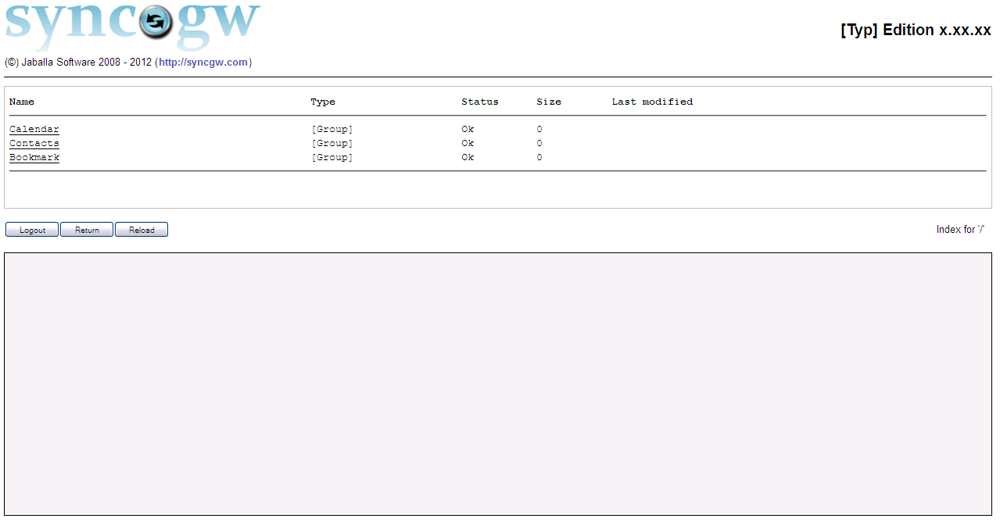 syncgw
[Typ] Edition x.xx.xx
(©) Jaballa Software 2008 - 2012 (http://syncgw.com)
Name Type Status Size Last modified
Calendar [Group] Ok 0
Contacts [Group] Ok 0
Bookmark [Group] Ok 0
Logout Return Reload Index for '/'